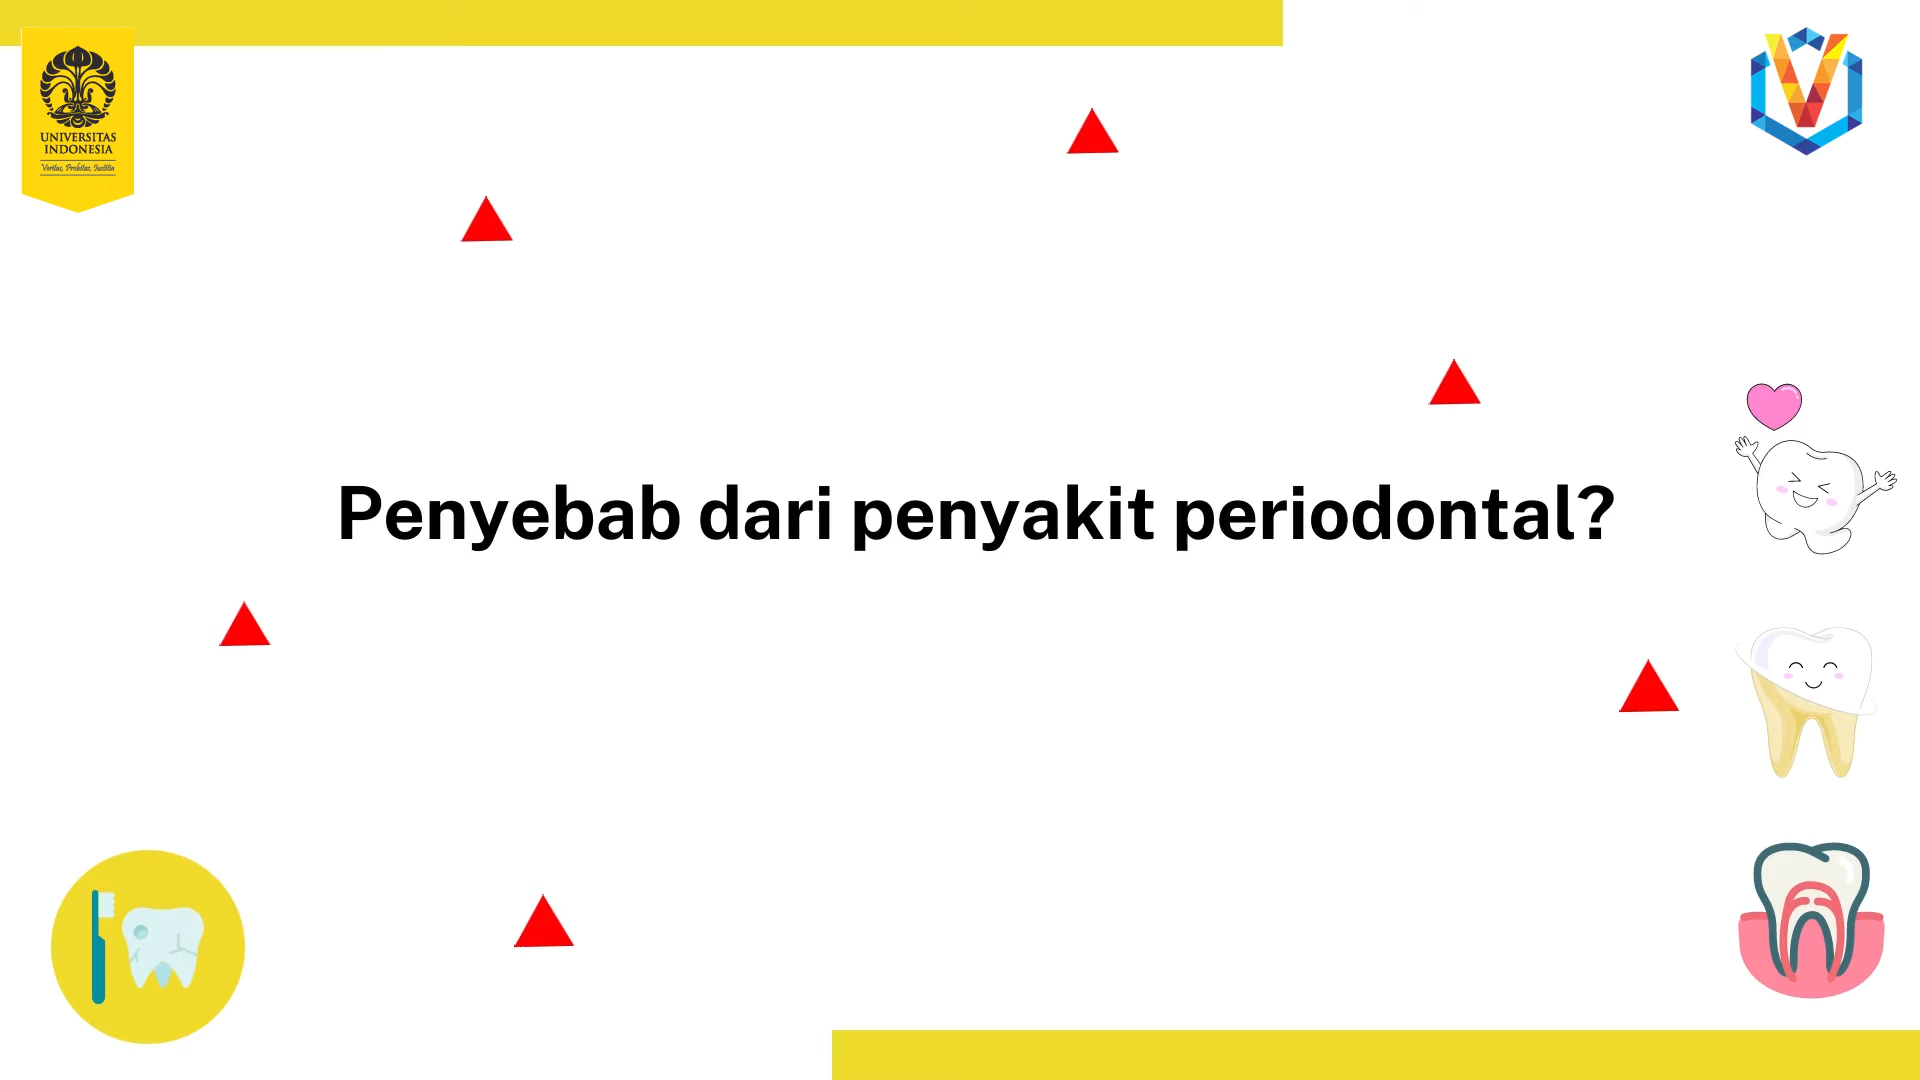 UNIVERSITAS
INDONESIA
Veritas, Probitas, Iustitia
Penyebab dari penyakit periodontal?